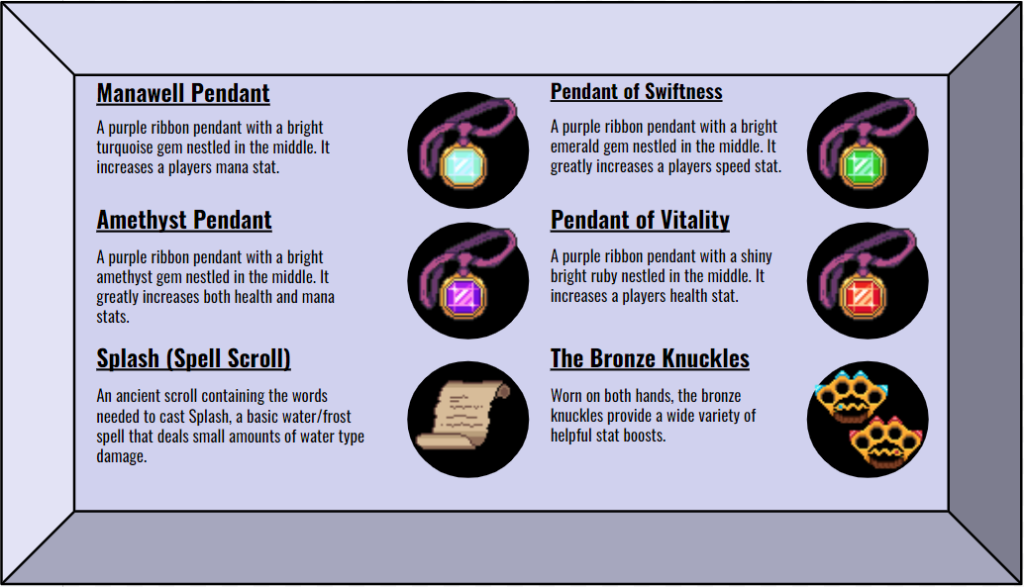 Manawell Pendant
A purple ribbon pendant with a bright
turquoise gem nestled in the middle. It
increases a players mana stat.
Pendant of Swiftness
A purple ribbon pendant with a bright
emerald gem nestled in the middle. It
greatly increases a players speed stat.
Amethyst Pendant
A purple ribbon pendant with a bright
amethyst gem nestled in the middle. It
greatly increases both health and mana
stats.
Pendant of Vitality
A purple ribbon pendant with a shiny
bright ruby nestled in the middle. It
increases a players health stat.
Splash (Spell Scroll)
An ancient scroll containing the words
needed to cast Splash, a basic water/frost
spell that deals small amounts of water type
damage.
The Bronze Knuckles
Worn on both hands, the bronze
knuckles provide a wide variety of
helpful stat boosts.